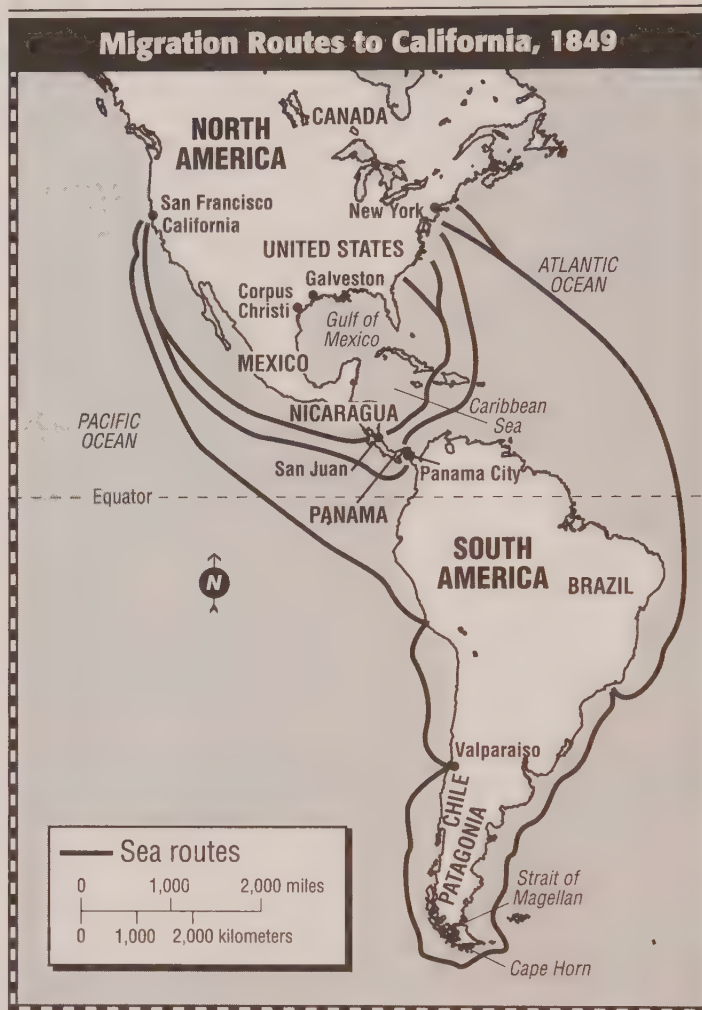 Migration Routes to California, 1849
CANADA
NORTH
AMERICA
San Francisco
California
New York
UNITED STATES
ATLANTIC
OCEAN
Galveston
Corpus
Christi
Gulf of
Mexico
MEXICO
PACIFIC
OCEAN
NICARAGUA
Caribbean
Sea
San Juan
Panama City
Equator
PANAMA
SOUTH
AMERICA
BRAZIL
N
Valparaiso
CHILE
PATAGONIA
Sea routes
0 1,000 2,000 miles
0 1,000 2,000 kilometers
Strait of
Magellan
Cape Horn